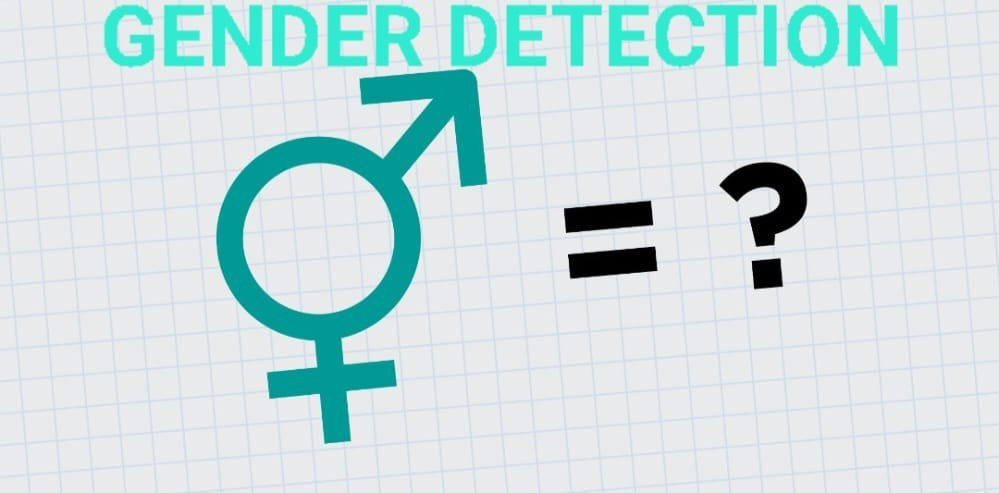 GENDER DETECTION
= ?